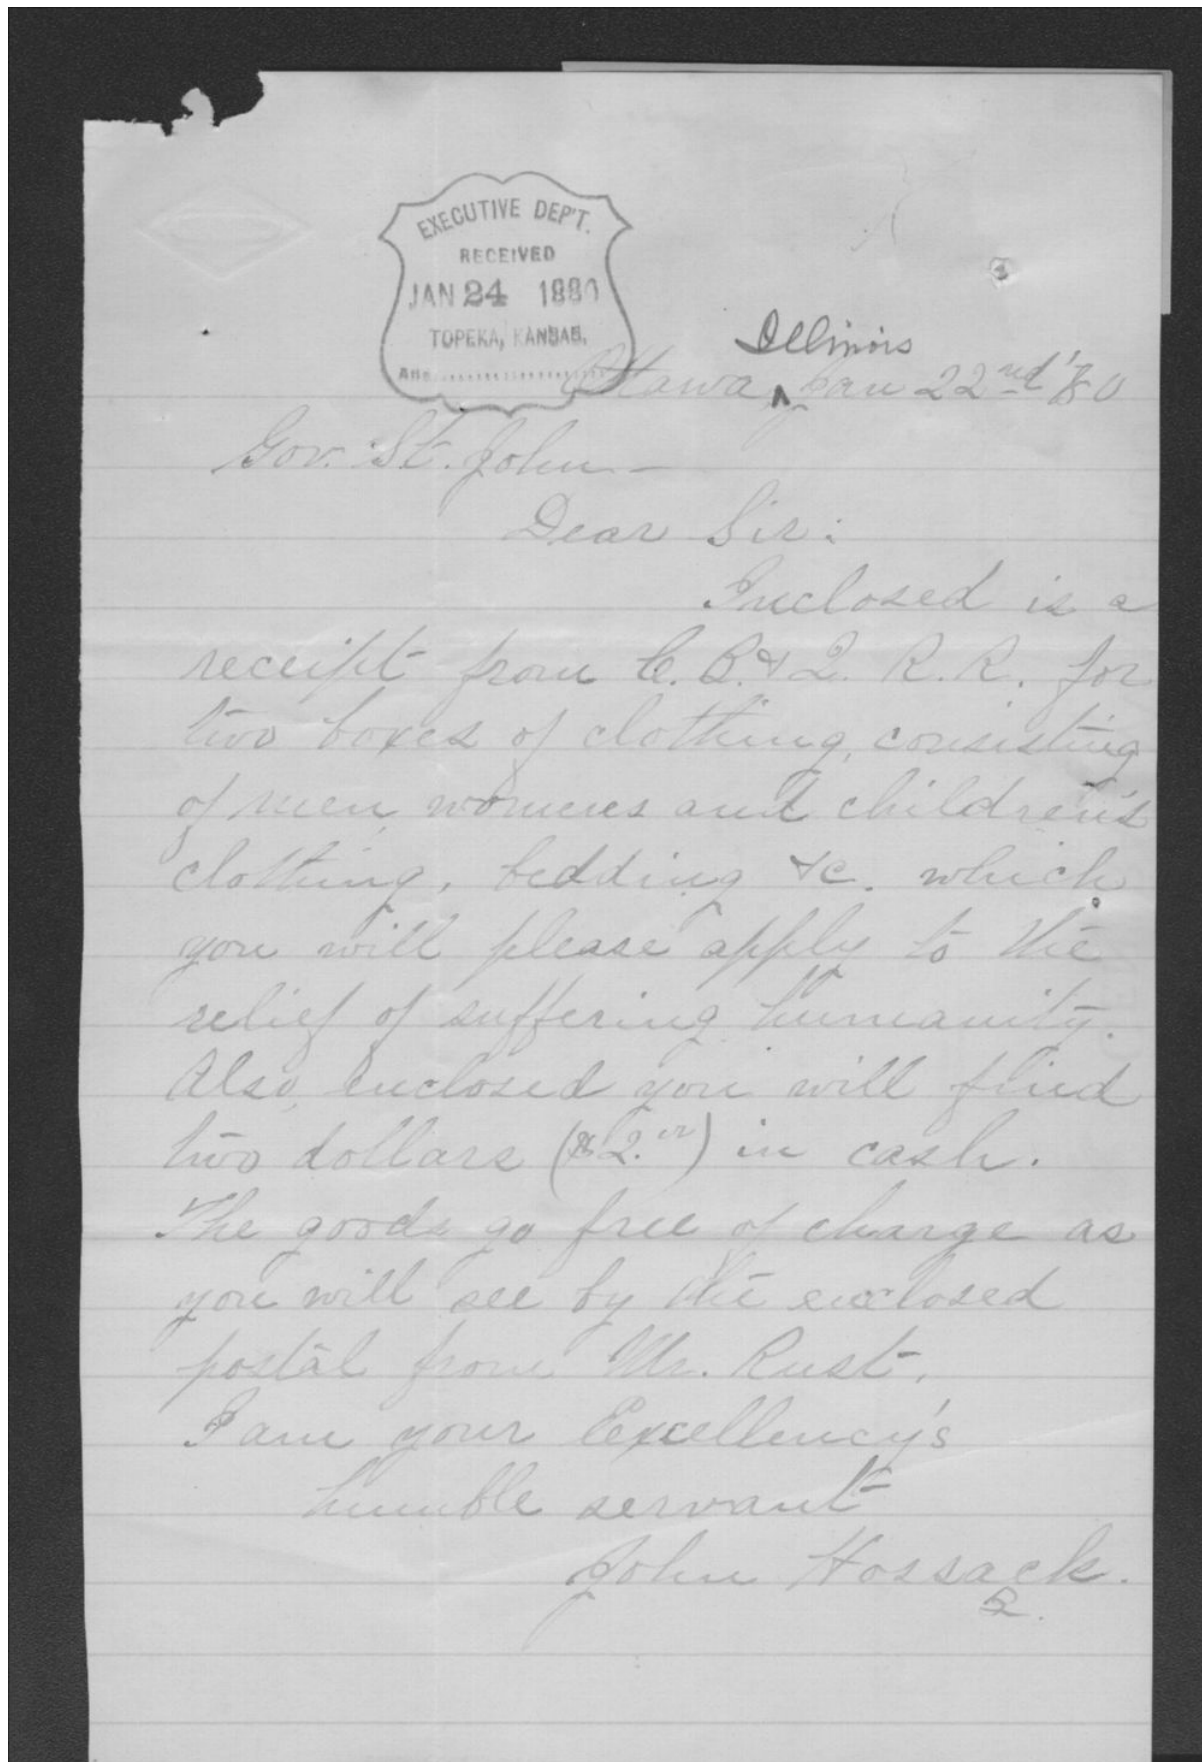 EXECUTIVE DEP'T.
RECEIVED
JAN 24 1880
TOPEKA, KANSAS.
Ans.
Illinois
Ottawa, ^ Jan 22nd '80
Gov. St. John—
Dear Sir:
Inclosed is a
receipt from C. B. & Q. R. R. for
two boxes of clothing, consisting
of men, womens and children's
clothing, bedding &c. which
you will please apply to the
relief of suffering humanity.
Also, enclosed you will find
two dollars ($2.00) in cash.
The goods go free of charge as
you will see by the enclosed
postal from Mr. Rust.
I am your Excellency's
humble servant
John Hossack.